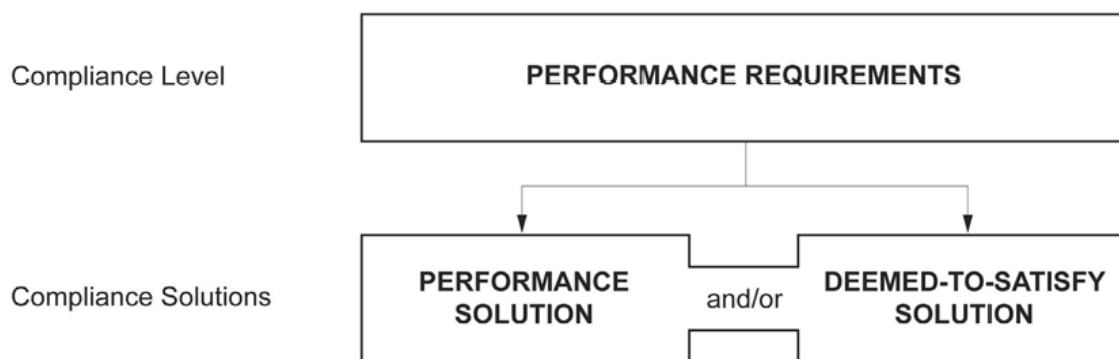 Compliance Level
PERFORMANCE REQUIREMENTS
Compliance Solutions
PERFORMANCE
SOLUTION
and/or
DEEMED-TO-SATISFY
SOLUTION